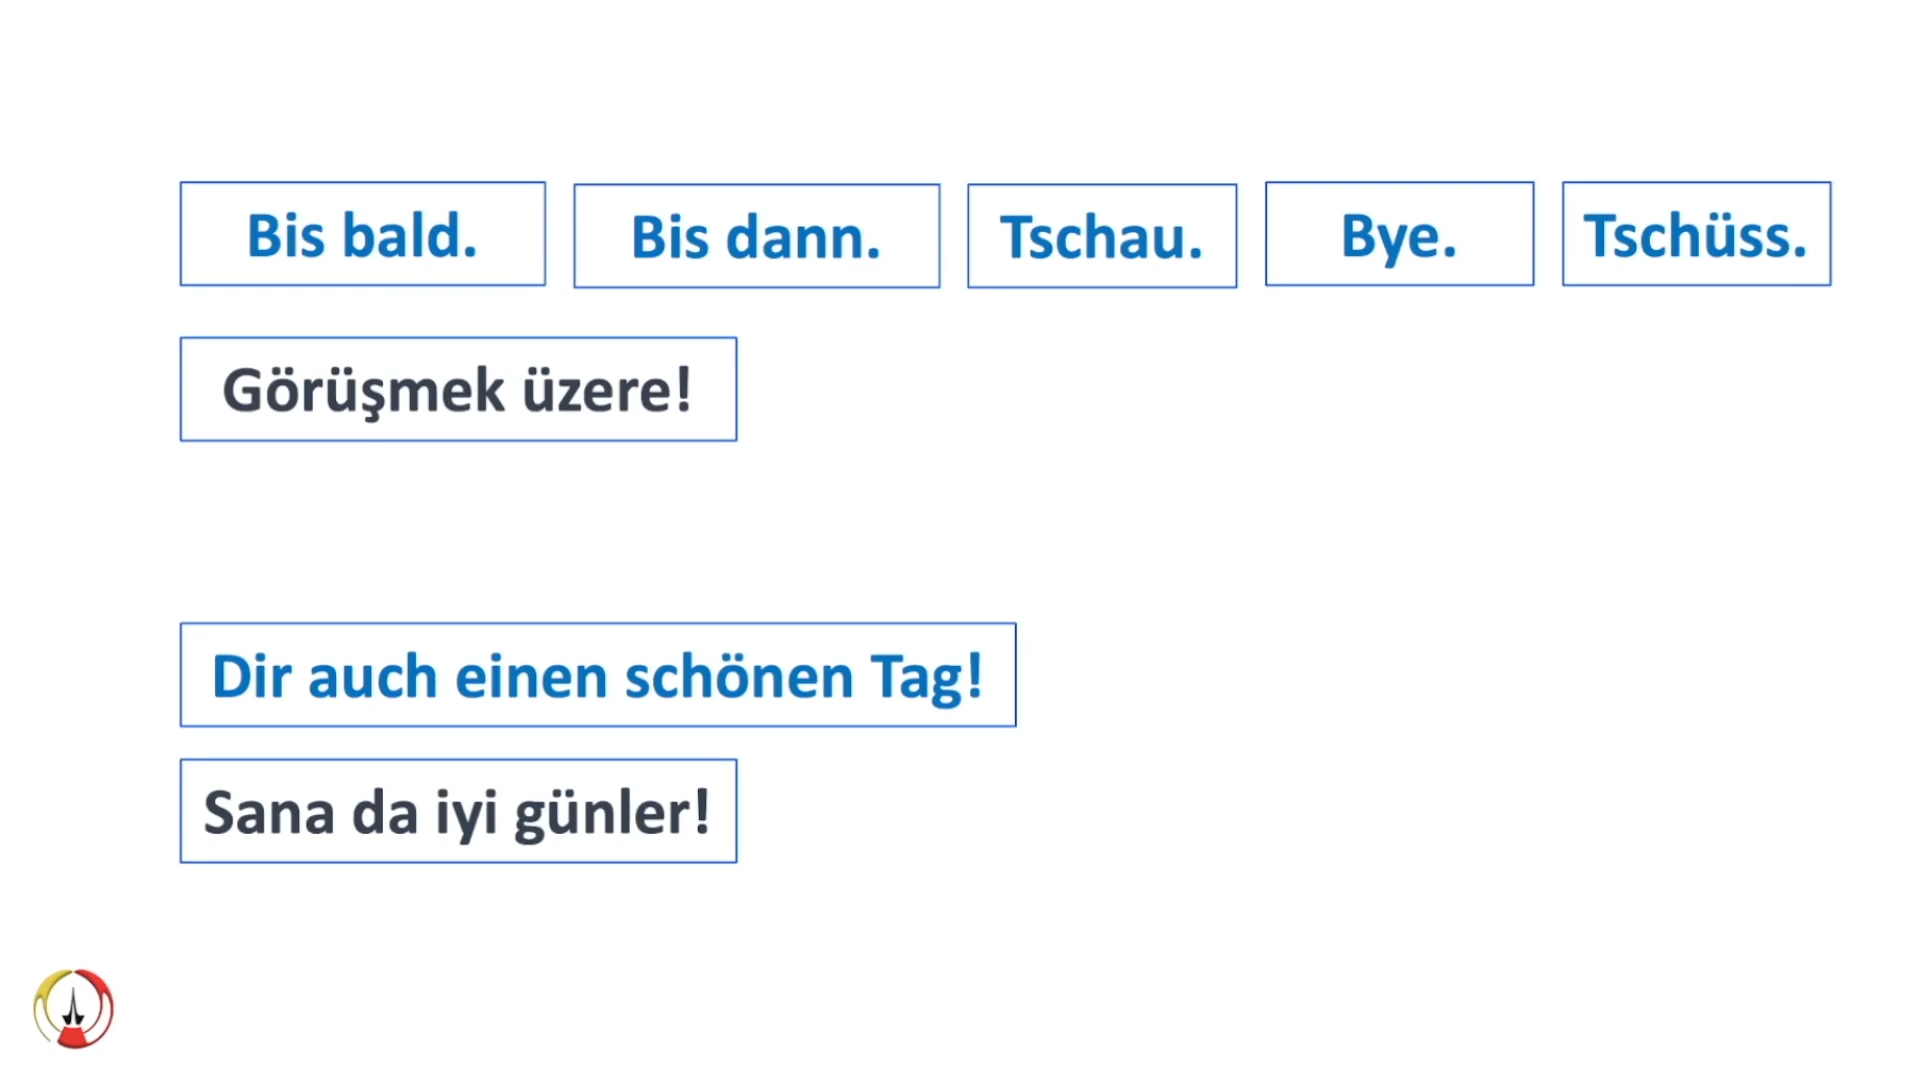 Bis bald. Bis dann. Tschau. Bye. Tschüss.
Görüşmek üzere!
Dir auch einen schönen Tag!
Sana da iyi günler!